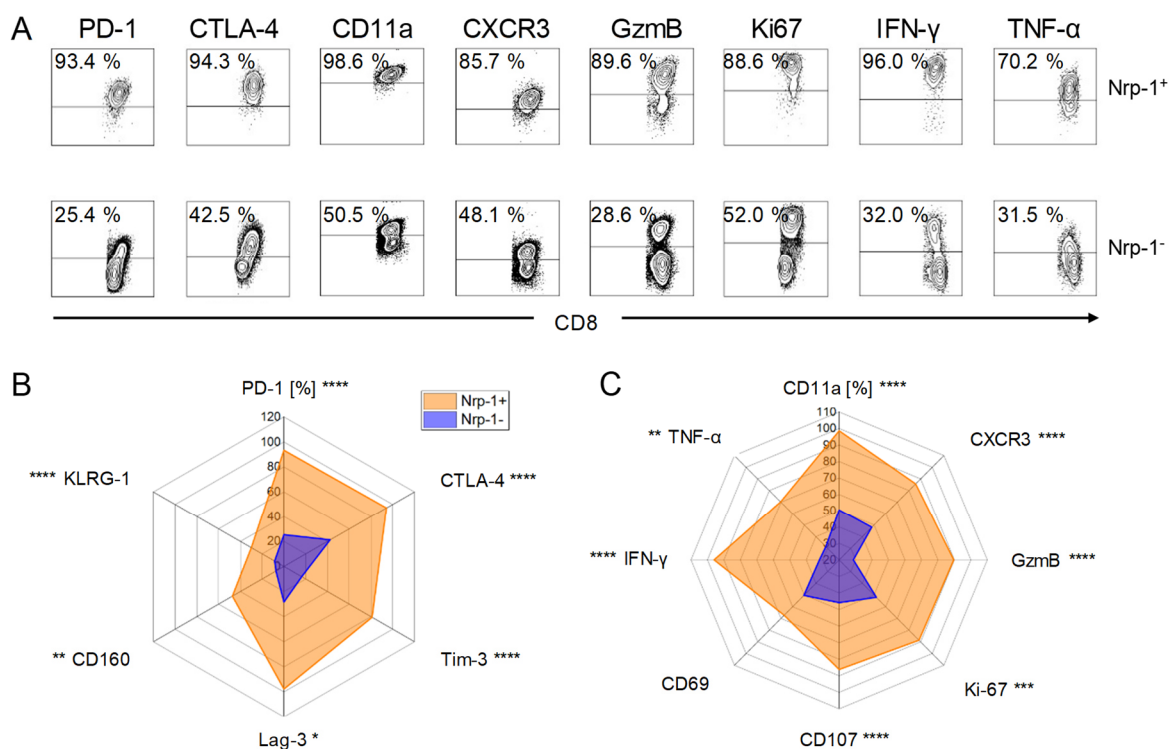 A
PD-1 CTLA-4 CD11a CXCR3 GzmB Ki67 IFN-γ TNF-α
93.4 % 94.3 % 98.6 % 85.7 % 89.6 % 88.6 % 96.0 % 70.2 % Nrp-1+
25.4 % 42.5 % 50.5 % 48.1 % 28.6 % 52.0 % 32.0 % 31.5 % Nrp-1-
CD8
B
PD-1 [%] ****
Nrp-1+
Nrp-1-
120
100
80
60
40
20
0
**** KLRG-1
CTLA-4 ****
** CD160
Tim-3 ****
Lag-3 *
C
CD11a [%] ****
110
100
90
80
70
60
50
40
30
20
** TNF-α
CXCR3 ****
**** IFN-γ
GzmB ****
CD69
Ki-67 ***
CD107 ****